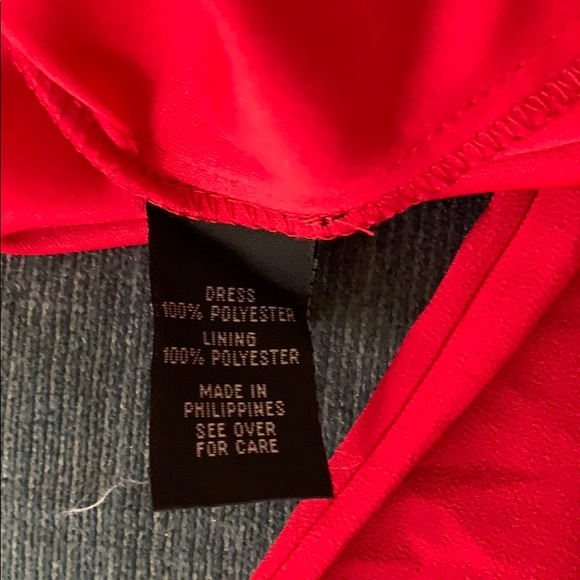 DRESS
100% POLYESTER
LINING
100% POLYESTER
MADE IN
PHILIPPINES
SEE OVER
FOR CARE